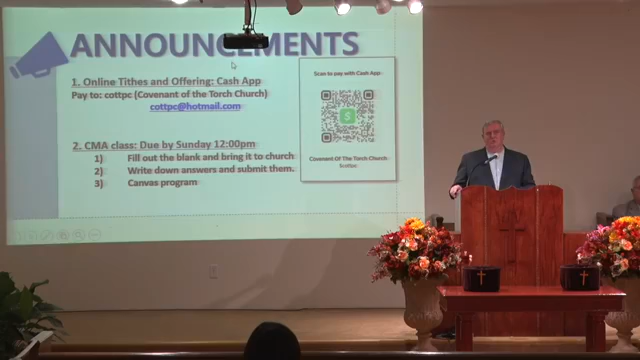 ANNOUNCEMENTS
1. Online Tithes and Offering: Cash App
Pay to: cottpc (Covenant of the Torch Church)
cottpc@hotmail.com
2. CMA class: Due by Sunday 12:00pm
1) Fill out the blank and bring it to church
2) Write down answers and submit them.
3) Canvas program
Scan to pay with Cash App
$
Covenant Of The Torch Church
$cottpc